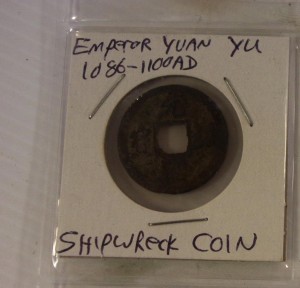 EMPEROR YUAN YU
1086-1100AD
SHIPWRECK COIN